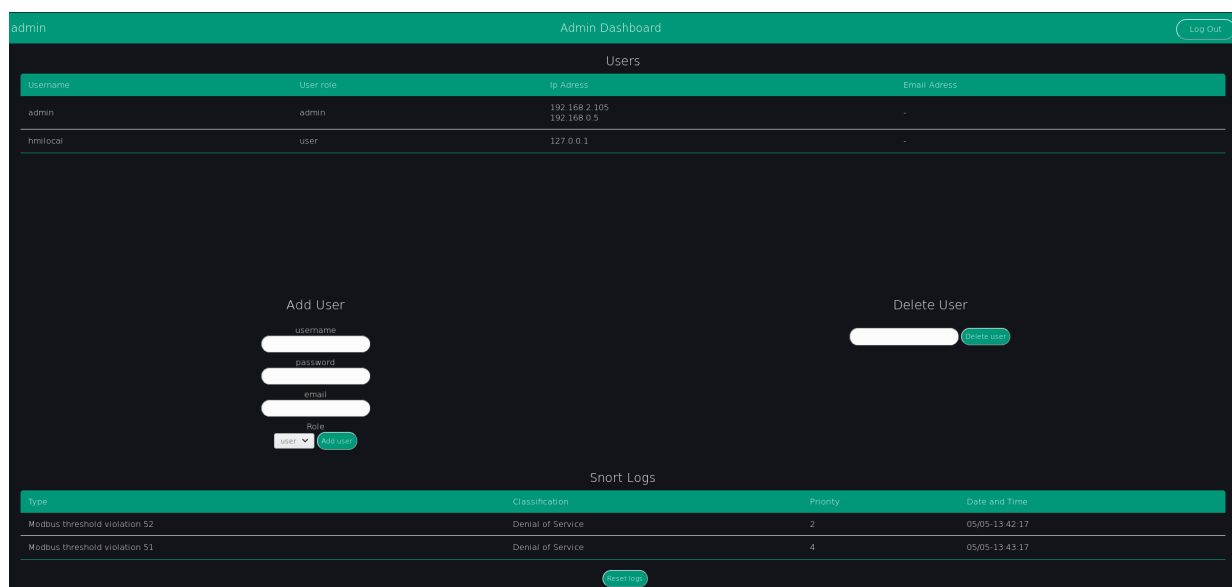 admin Admin Dashboard Log Out
Users
Username User role Ip Adress Email Adress
admin admin 192.168.2.105 -
192.168.0.5
hmilocal user 127.0.0.1 -
Add User Delete User
username
Delete user
password
email
Role
user Add user
Snort Logs
Type Classification Priority Date and Time
Modbus threshold violation 52 Denial of Service 2 05/05-13:42:17
Modbus threshold violation 51 Denial of Service 4 05/05-13:43:17
Reset logs